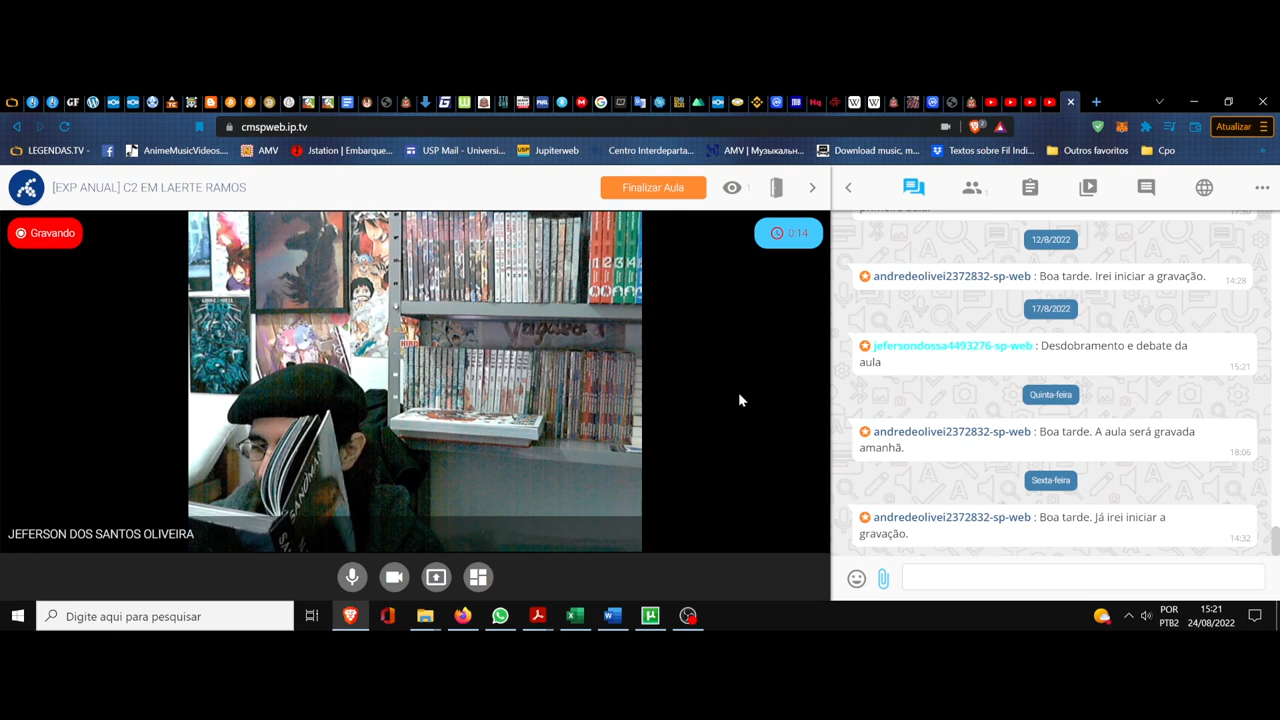 cmspweb.ip.tv
Atualizar
LEGENDAS.TV -
AnimeMusicVideos...
AMV
Jstation | Embarque...
USP Mail - Universi...
Jupiterweb
Centro Interdeparta...
AMV | Музыкальн...
Download music, m...
Textos sobre Fil Indi...
Outros favoritos
Cpo
[EXP ANUAL] C2 EM LAERTE RAMOS
Finalizar Aula
1
1
Gravando
0:14
12/8/2022
andredeolivei2372832-sp-web : Boa tarde. Irei iniciar a gravação.
14:28
17/8/2022
jefersondossa4493276-sp-web : Desdobramento e debate da
aula
15:21
Quinta-feira
andredeolivei2372832-sp-web : Boa tarde. A aula será gravada
amanhã.
18:06
Sexta-feira
andredeolivei2372832-sp-web : Boa tarde. Já irei iniciar a
gravação.
14:32
SANDMAN
JEFERSON DOS SANTOS OLIVEIRA
Digite aqui para pesquisar
POR
PTB2
15:21
24/08/2022